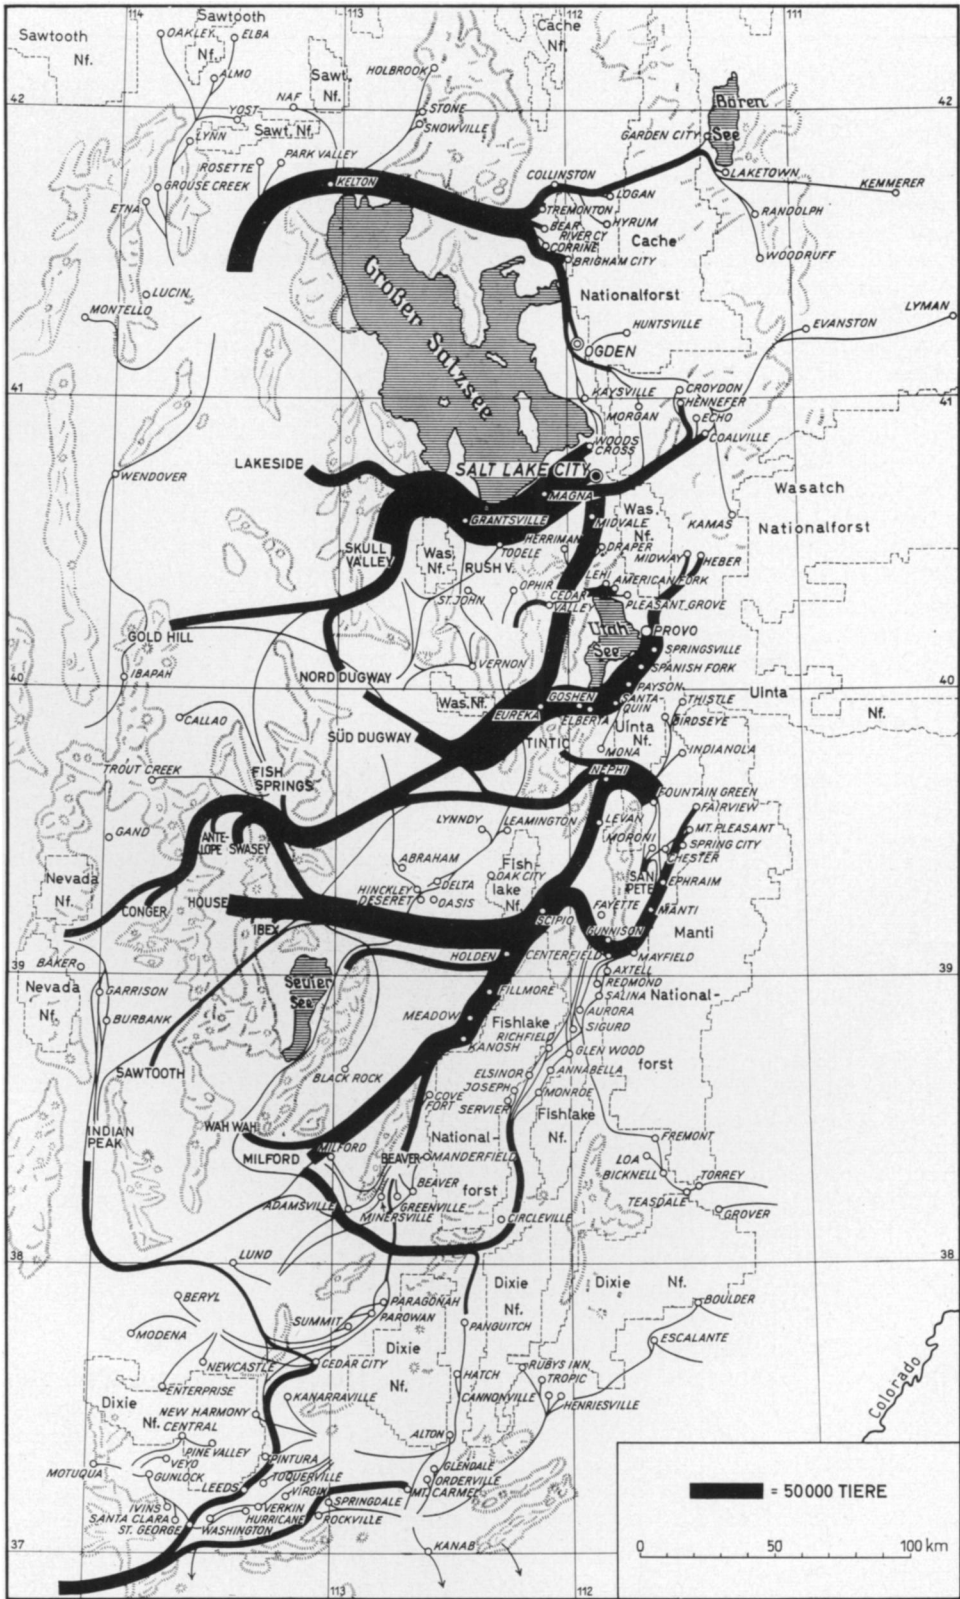 114
113
112
111
Sawtooth
Nf.
Sawtooth
Nf.
OAKLEY
ELBA
ALMO
Sawt.
Nf.
Cache
Nf.
HOLBROOK
NAF
YOST
LYNN
Sawt. Nf.
STONE
SNOWVILLE
42
42
Bären
See
GARDEN CITY
ROSETTE
PARK VALLEY
GROUSE CREEK
ETNA
KELTON
COLLINSTON
LOGAN
LAKETOWN
KEMMERER
TREMONTON
BEAR
RIVER CY
HYRUM
CORRINE
BRIGHAM CITY
Cache
Nationalforst
RANDOLPH
WOODRUFF
LUCIN
MONTELLO
Großer Salzsee
HUNTSVILLE
OGDEN
EVANSTON
LYMAN
41
41
KAYSVILLE
MORGAN
CROYDON
HENNEFER
ECHO
COALVILLE
WOODS
CROSS
LAKESIDE
WENDOVER
SALT LAKE CITY
MAGNA
Wasatch
Nationalforst
GRANTSVILLE
Was.
Nf.
MIDVALE
KAMAS
SKULL
VALLEY
Was.
Nf.
HERRIMAN
TOOELE
RUSH V.
DRAPER
MIDWAY
HEBER
LEHI
AMERICAN FORK
ST. JOHN
OPHIR
CEDAR
VALLEY
PLEASANT GROVE
GOLD HILL
Utah
See
PROVO
SPRINGSVILLE
IBAPAH
NORD DUGWAY
VERNON
SPANISH FORK
40
40
PAYSON
Was. Nf.
GOSHEN
SANTA-
QUIN
THISTLE
Uinta
Nf.
CALLAO
EUREKA
ELBERTA
BIRDSEYE
SÜD DUGWAY
TINTIC
Uinta
Nf.
MONA
INDIANOLA
TROUT CREEK
FISH
SPRINGS
NEPHI
FOUNTAIN GREEN
FAIRVIEW
GAND
ANTE-
LOPE
SWASEY
LYNNDY
LEAMINGTON
LEVAN
MORONI
MT. PLEASANT
SPRING CITY
CHESTER
Nevada
Nf.
ABRAHAM
Fish-
lake
Nf.
OAK CITY
SAN
PETE
EPHRAIM
HINCKLEY
DELTA
DESERET
OASIS
CONGER
HOUSE
IBEX
SCIPIO
FAYETTE
MANTI
GUNNISON
Manti
BAKER
HOLDEN
CENTERFIELD
MAYFIELD
39
39
Nevada
Nf.
GARRISON
Sevier
See
AXTELL
REDMOND
SALINA
National-
forst
FILLMORE
BURBANK
MEADOW
Fishlake
AURORA
RICHFIELD
SIGURD
KANOSH
SAWTOOTH
BLACK ROCK
GLEN WOOD
ELSINOR
ANNABELLA
JOSEPH
COVE
FORT
SERVIER
MONROE
Fishlake
Nf.
INDIAN
PEAK
WAH WAH
MILFORD
MILFORD
National-
forst
BEAVER
MANDERFIELD
FREMONT
LOA
BICKNELL
TORREY
BEAVER
TEASDALE
ADAMSVILLE
GREENVILLE
MINERSVILLE
CIRCLEVILLE
GROVER
38
38
LUND
BERYL
Dixie
Nf.
Dixie
Nf.
PARAGONAH
BOULDER
SUMMIT
PAROWAN
PANGUITCH
MODENA
ESCALANTE
NEWCASTLE
CEDAR CITY
Dixie
Nf.
RUBYS INN
HATCH
TROPIC
Colorado
ENTERPRISE
Dixie
Nf.
KANARRAVILLE
CANNONVILLE
HENRIESVILLE
NEW HARMONY
CENTRAL
ALTON
PINE VALLEY
VEYO
PINTURA
MOTUQUA
GUNLOCK
TOQUERVILLE
GLENDALE
LEEDS
VIRGIN
ORDERVILLE
MT. CARMEL
IVINS
SANTA CLARA
ST. GEORGE
VERKIN
SPRINGDALE
WASHINGTON
HURRICANE
ROCKVILLE
= 50000 TIERE
37
KANAB
0
50
100 km
113
112